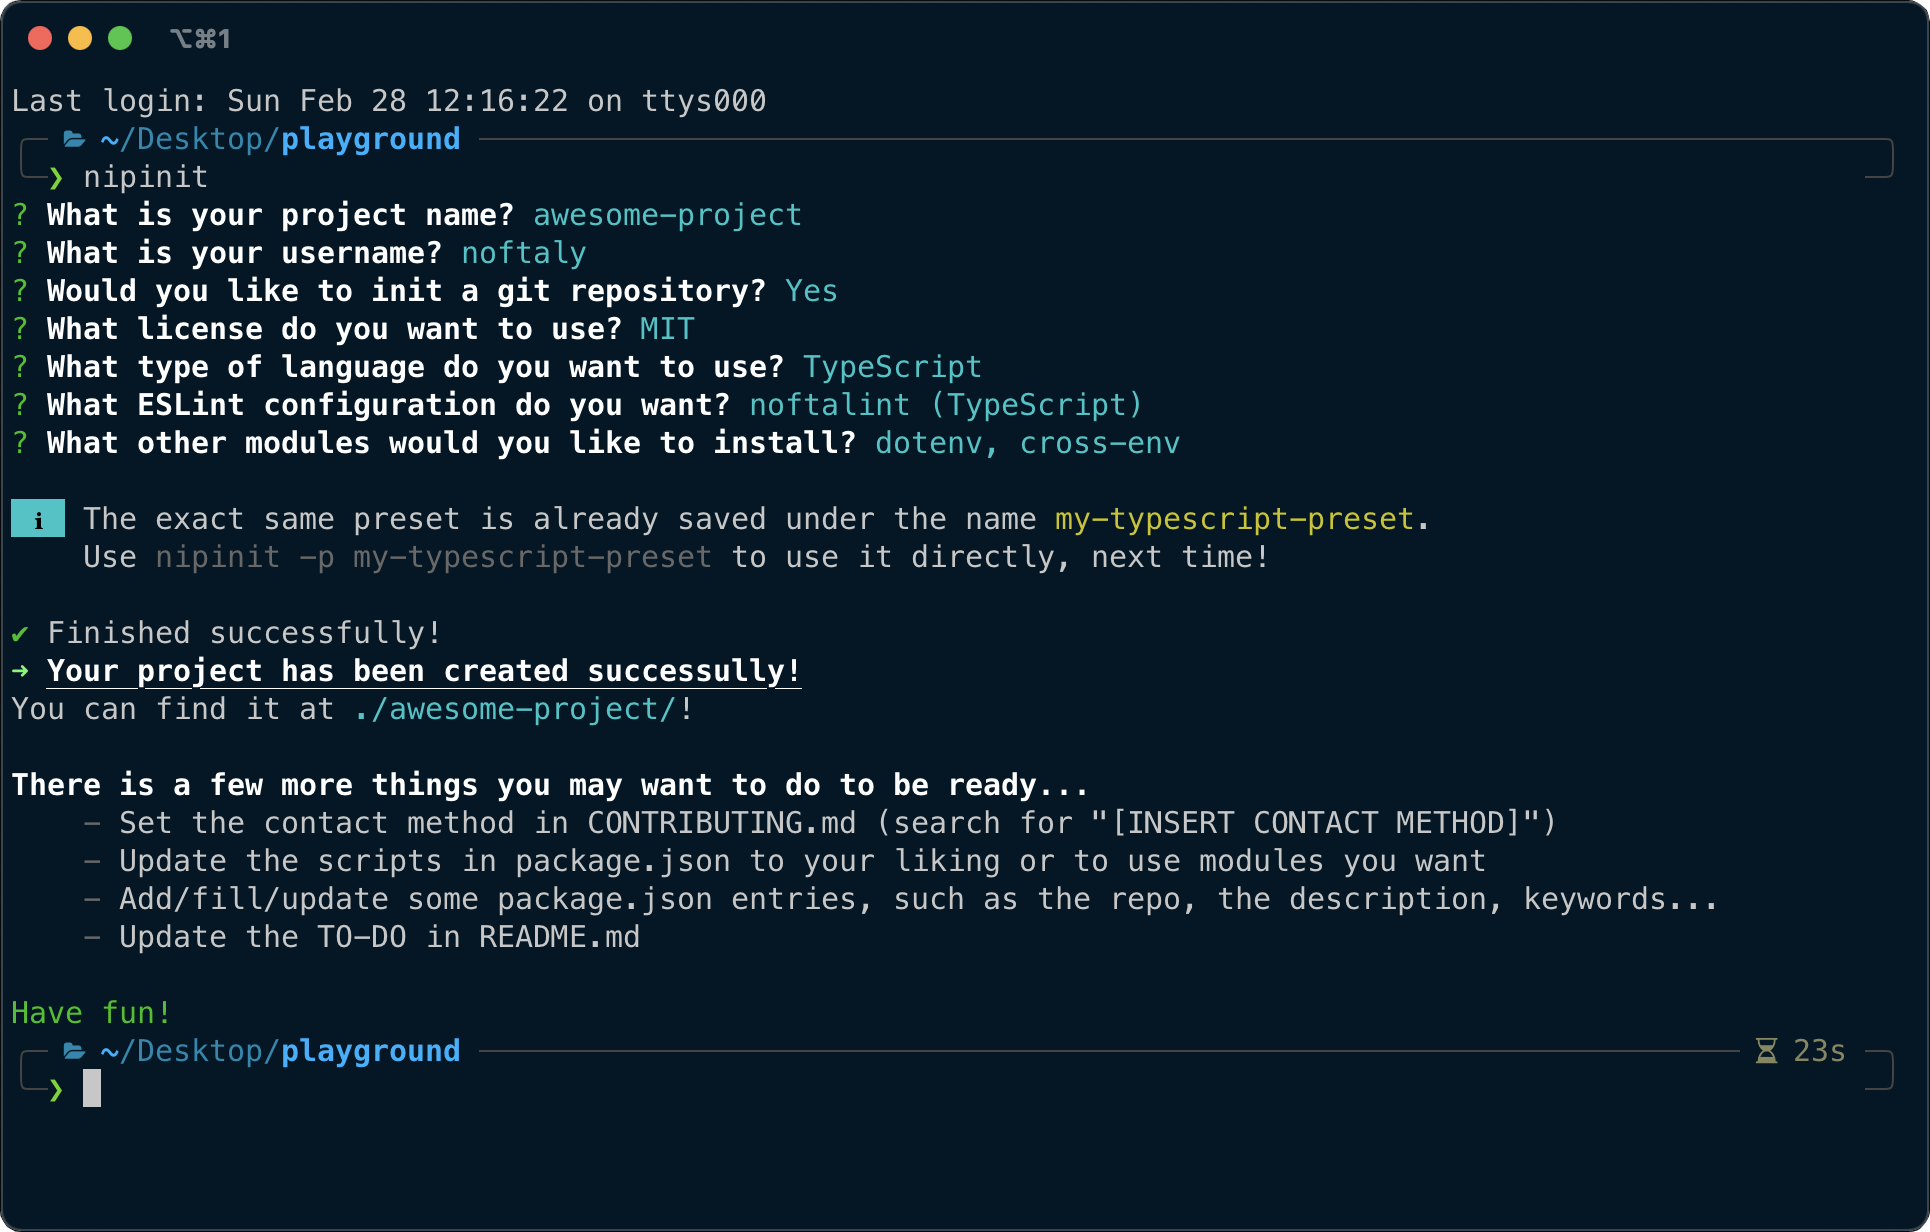 ⌥⌘1
Last login: Sun Feb 28 12:16:22 on ttys000
~/Desktop/playground
❯ nipinit
? What is your project name? awesome-project
? What is your username? noftaly
? Would you like to init a git repository? Yes
? What license do you want to use? MIT
? What type of language do you want to use? TypeScript
? What ESLint configuration do you want? noftalint (TypeScript)
? What other modules would you like to install? dotenv, cross-env
i The exact same preset is already saved under the name my-typescript-preset.
Use nipinit -p my-typescript-preset to use it directly, next time!
✔ Finished successfully!
➜ Your project has been created successully!
You can find it at ./awesome-project/!
There is a few more things you may want to do to be ready...
– Set the contact method in CONTRIBUTING.md (search for "[INSERT CONTACT METHOD]")
– Update the scripts in package.json to your liking or to use modules you want
– Add/fill/update some package.json entries, such as the repo, the description, keywords...
– Update the TO-DO in README.md
Have fun!
~/Desktop/playground 23s
❯